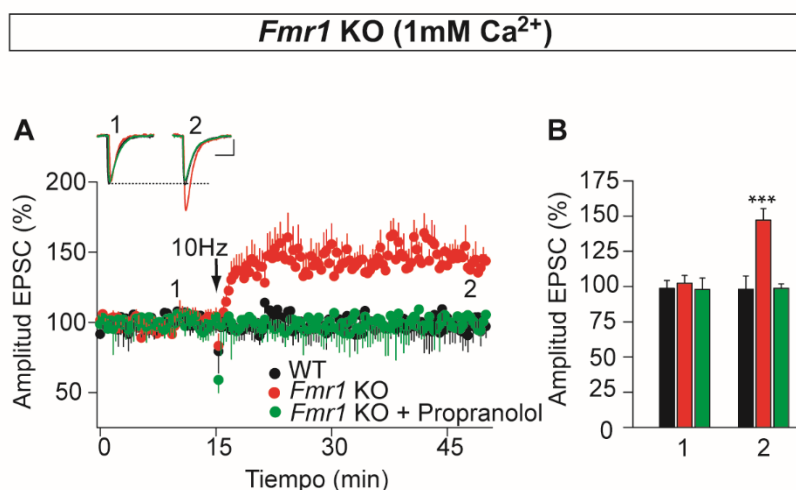 Fmr1 KO (1mM Ca²⁺)
A
1
2
200
150
100
50
Amplitud EPSC (%)
10Hz
1
2
WT
Fmr1 KO
Fmr1 KO + Propranolol
0
15
30
45
Tiempo (min)
B
175
150
125
100
75
50
25
0
Amplitud EPSC (%)
***
1
2